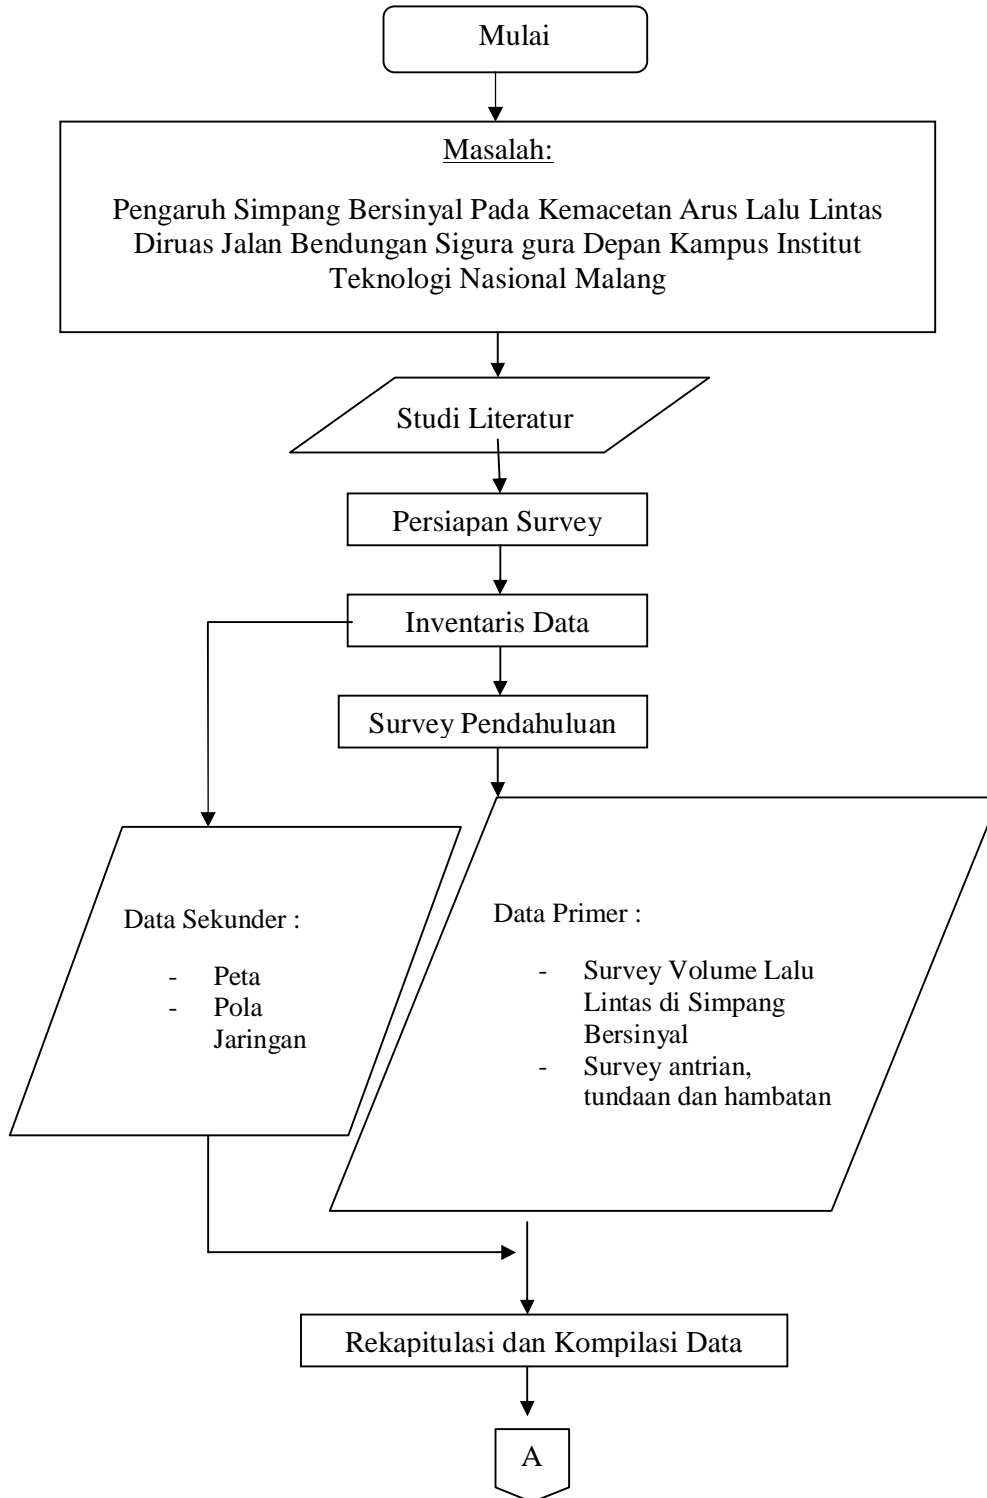 Mulai
Masalah:
Pengaruh Simpang Bersinyal Pada Kemacetan Arus Lalu Lintas
Diruas Jalan Bendungan Sigura gura Depan Kampus Institut
Teknologi Nasional Malang
Studi Literatur
Persiapan Survey
Inventaris Data
Survey Pendahuluan
Data Sekunder :
- Peta
- Pola
Jaringan
Data Primer :
- Survey Volume Lalu
Lintas di Simpang
Bersinyal
- Survey antrian,
tundaan dan hambatan
Rekapitulasi dan Kompilasi Data
A